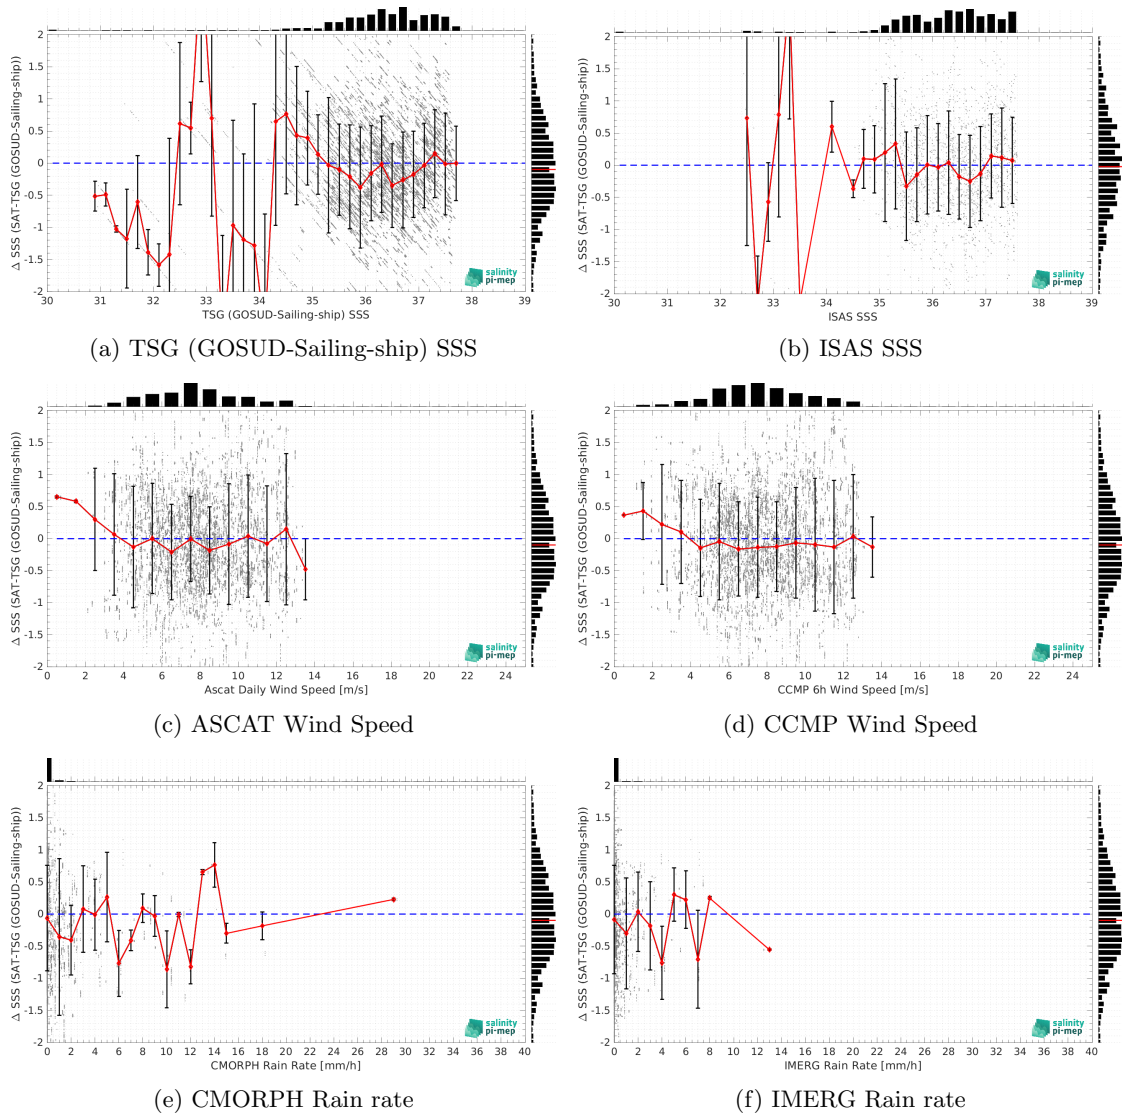 2
1.5
1
0.5
0
-0.5
-1
-1.5
-2
Δ SSS (SAT-TSG (GOSUD-Sailing-ship))
30 31 32 33 34 35 36 37 38 39
TSG (GOSUD-Sailing-ship) SSS
salinity
pi-mep
(a) TSG (GOSUD-Sailing-ship) SSS
2
1.5
1
0.5
0
-0.5
-1
-1.5
-2
Δ SSS (SAT-TSG (GOSUD-Sailing-ship))
30 31 32 33 34 35 36 37 38 39
ISAS SSS
salinity
pi-mep
(b) ISAS SSS
2
1.5
1
0.5
0
-0.5
-1
-1.5
-2
Δ SSS (SAT-TSG (GOSUD-Sailing-ship))
0 2 4 6 8 10 12 14 16 18 20 22 24
Ascat Daily Wind Speed [m/s]
salinity
pi-mep
(c) ASCAT Wind Speed
2
1.5
1
0.5
0
-0.5
-1
-1.5
-2
Δ SSS (SAT-TSG (GOSUD-Sailing-ship))
0 2 4 6 8 10 12 14 16 18 20 22 24
CCMP 6h Wind Speed [m/s]
salinity
pi-mep
(d) CCMP Wind Speed
2
1.5
1
0.5
0
-0.5
-1
-1.5
-2
Δ SSS (SAT-TSG (GOSUD-Sailing-ship))
0 2 4 6 8 10 12 14 16 18 20 22 24 26 28 30 32 34 36 38 40
CMORPH Rain Rate [mm/h]
salinity
pi-mep
(e) CMORPH Rain rate
2
1.5
1
0.5
0
-0.5
-1
-1.5
-2
Δ SSS (SAT-TSG (GOSUD-Sailing-ship))
0 2 4 6 8 10 12 14 16 18 20 22 24 26 28 30 32 34 36 38 40
IMERG Rain Rate [mm/h]
salinity
pi-mep
(f) IMERG Rain rate